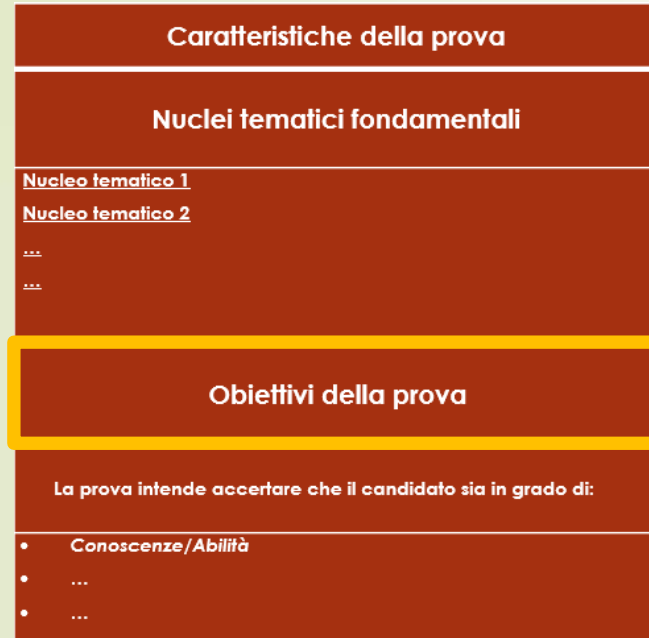 Caratteristiche della prova
Nuclei tematici fondamentali
Nucleo tematico 1
Nucleo tematico 2
...
...
Obiettivi della prova
La prova intende accertare che il candidato sia in grado di:
• Conoscenze/Abilità
• ...
• ...